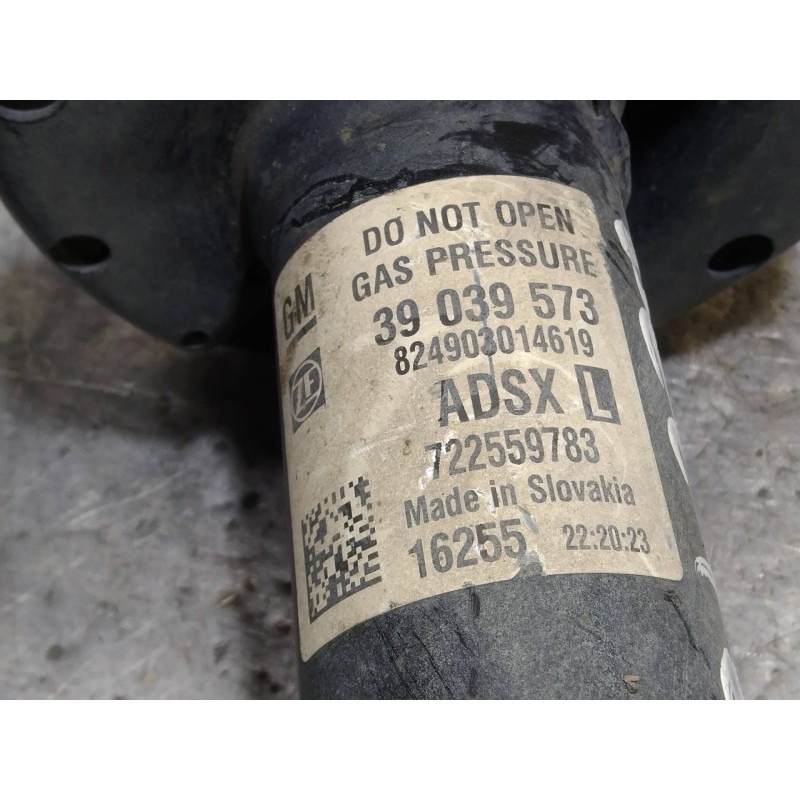 DO NOT OPEN
GAS PRESSURE
GM
39 039 573
824903014619
ZF
ADSX L
722559783
Made in Slovakia
16255 22:20:23